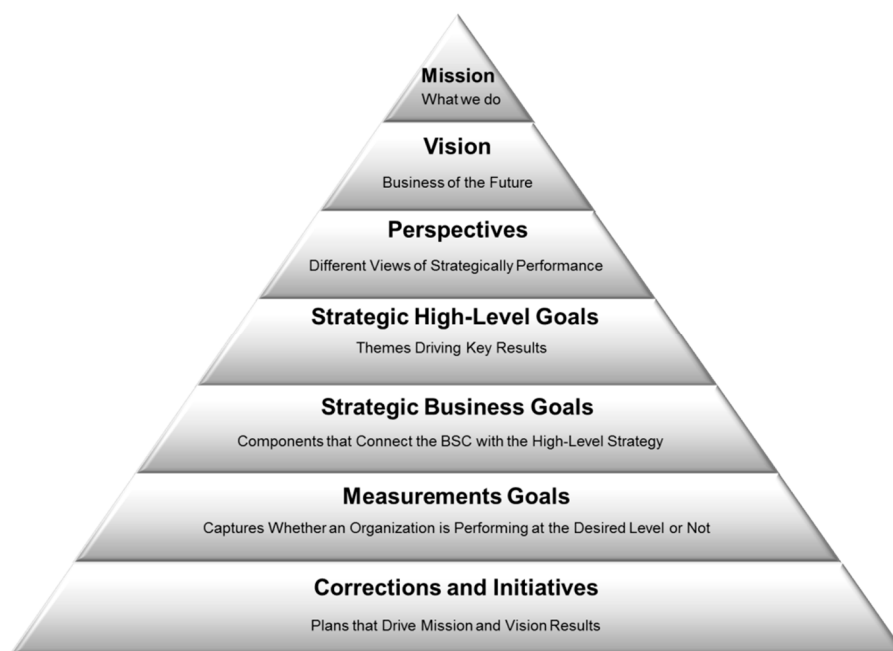 Mission
What we do
Vision
Business of the Future
Perspectives
Different Views of Strategically Performance
Strategic High-Level Goals
Themes Driving Key Results
Strategic Business Goals
Components that Connect the BSC with the High-Level Strategy
Measurements Goals
Captures Whether an Organization is Performing at the Desired Level or Not
Corrections and Initiatives
Plans that Drive Mission and Vision Results